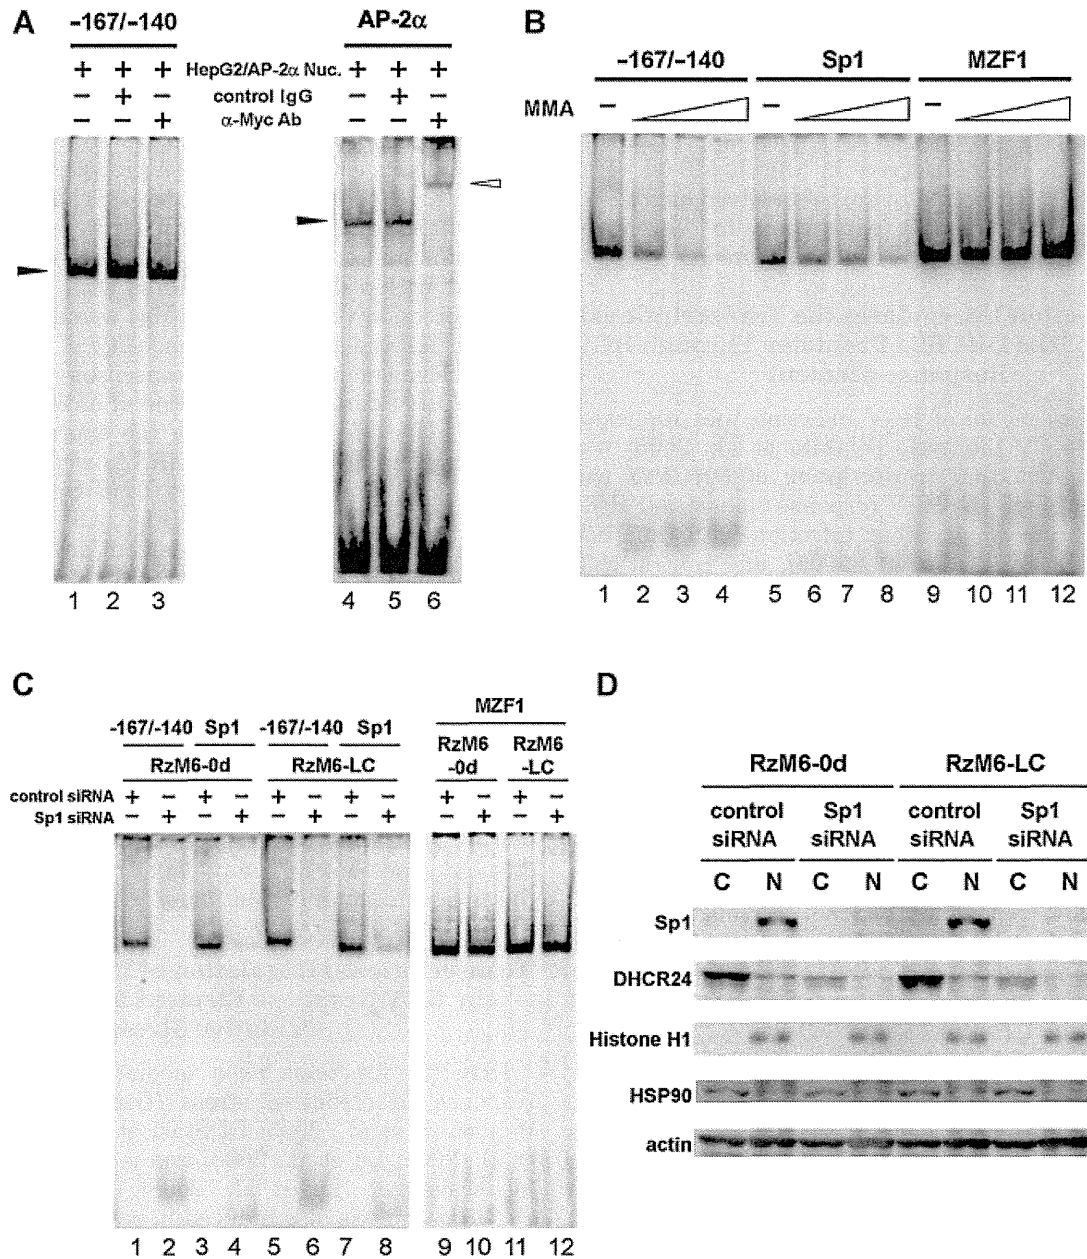 A
-167/-140
AP-2α
+ + + HepG2/AP-2α Nuc. + + +
- + - control IgG - + -
- - + α-Myc Ab - - +
1 2 3
4 5 6
B
-167/-140 Sp1 MZF1
MMA - - -
1 2 3 4 5 6 7 8 9 10 11 12
C
-167/-140 Sp1 -167/-140 Sp1
RzM6-0d RzM6-LC
MZF1
RzM6 RzM6
-0d -LC
control siRNA + - + - + - + - + - + -
Sp1 siRNA - + - + - + - + - + - +
1 2 3 4 5 6 7 8 9 10 11 12
D
RzM6-0d RzM6-LC
control Sp1 control Sp1
siRNA siRNA siRNA siRNA
C N C N C N C N
Sp1
DHCR24
Histone H1
HSP90
actin